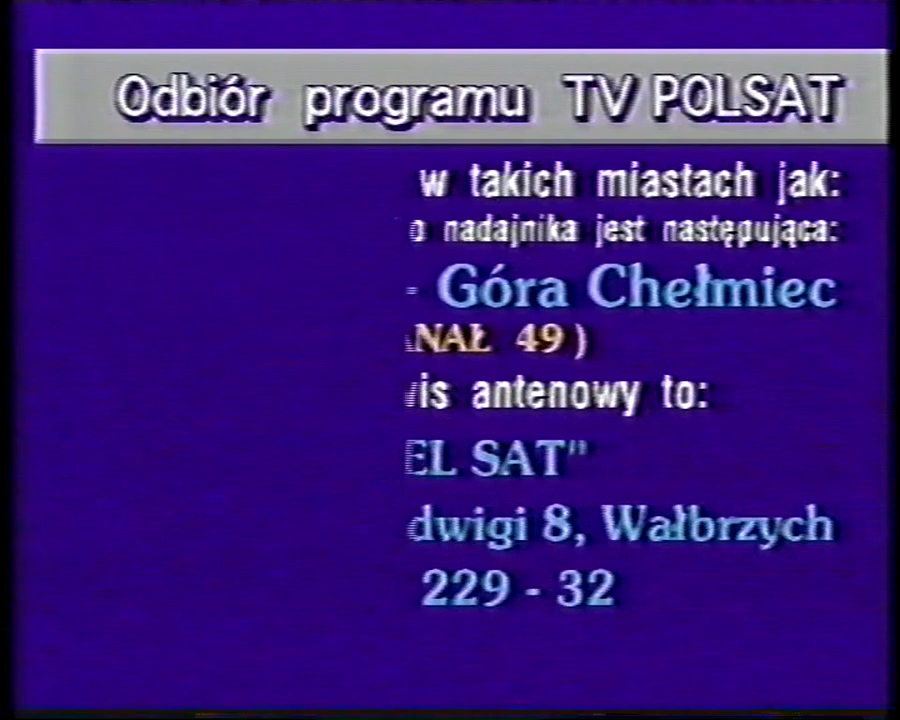 Odbiór programu TV POLSAT
w takich miastach jak:
nadajnika jest następująca:
- Góra Chełmiec
NAŁ 49)
is antenowy to:
EL SAT"
dwigi 8, Wałbrzych
229 - 32